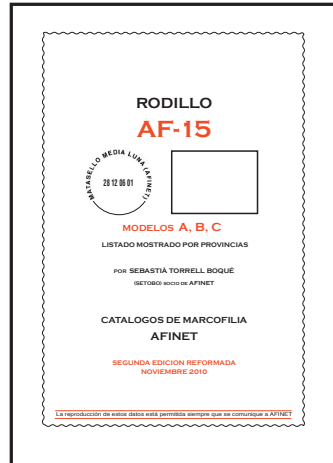 RODILLO
AF-15
MATASELLO MEDIA LUNA (AFINET)
28 12 06 01
MODELOS A, B, C
LISTADO MOSTRADO POR PROVINCIAS
POR SEBASTIÀ TORRELL BOQUÉ
(SETOBO) SOCIO DE AFINET
CATALOGOS DE MARCOFILIA
AFINET
SEGUNDA EDICION REFORMADA
NOVIEMBRE 2010
La reproducción de estos datos está permitida siempre que se comunique a AFINET